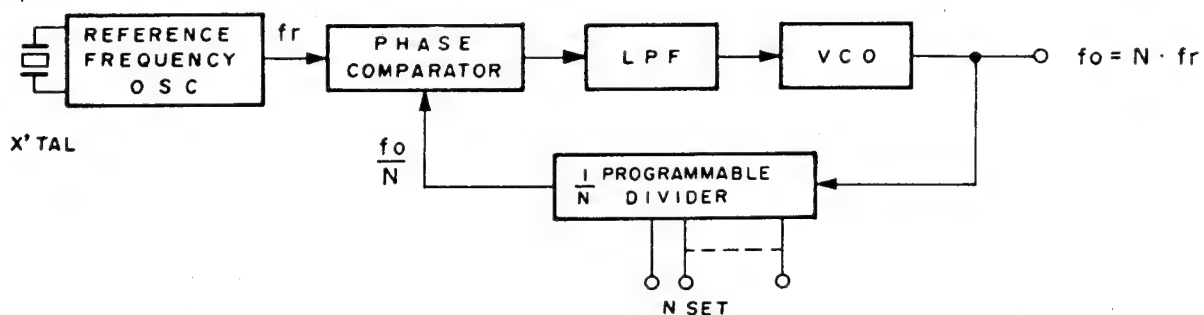 REFERENCE
FREQUENCY
OSC
fr
PHASE
COMPARATOR
LPF
VCO
fo = N · fr
X'TAL
fo
N
1
N
PROGRAMMABLE
DIVIDER
N SET